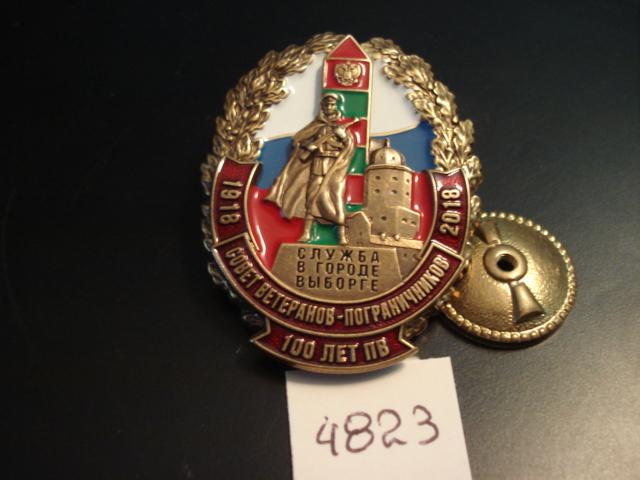 1918
2018
СЛУЖБА
В ГОРОДЕ
ВЫБОРГЕ
СОВЕТ ВЕТЕРАНОВ-ПОГРАНИЧНИКОВ
100 ЛЕТ ПВ
4823